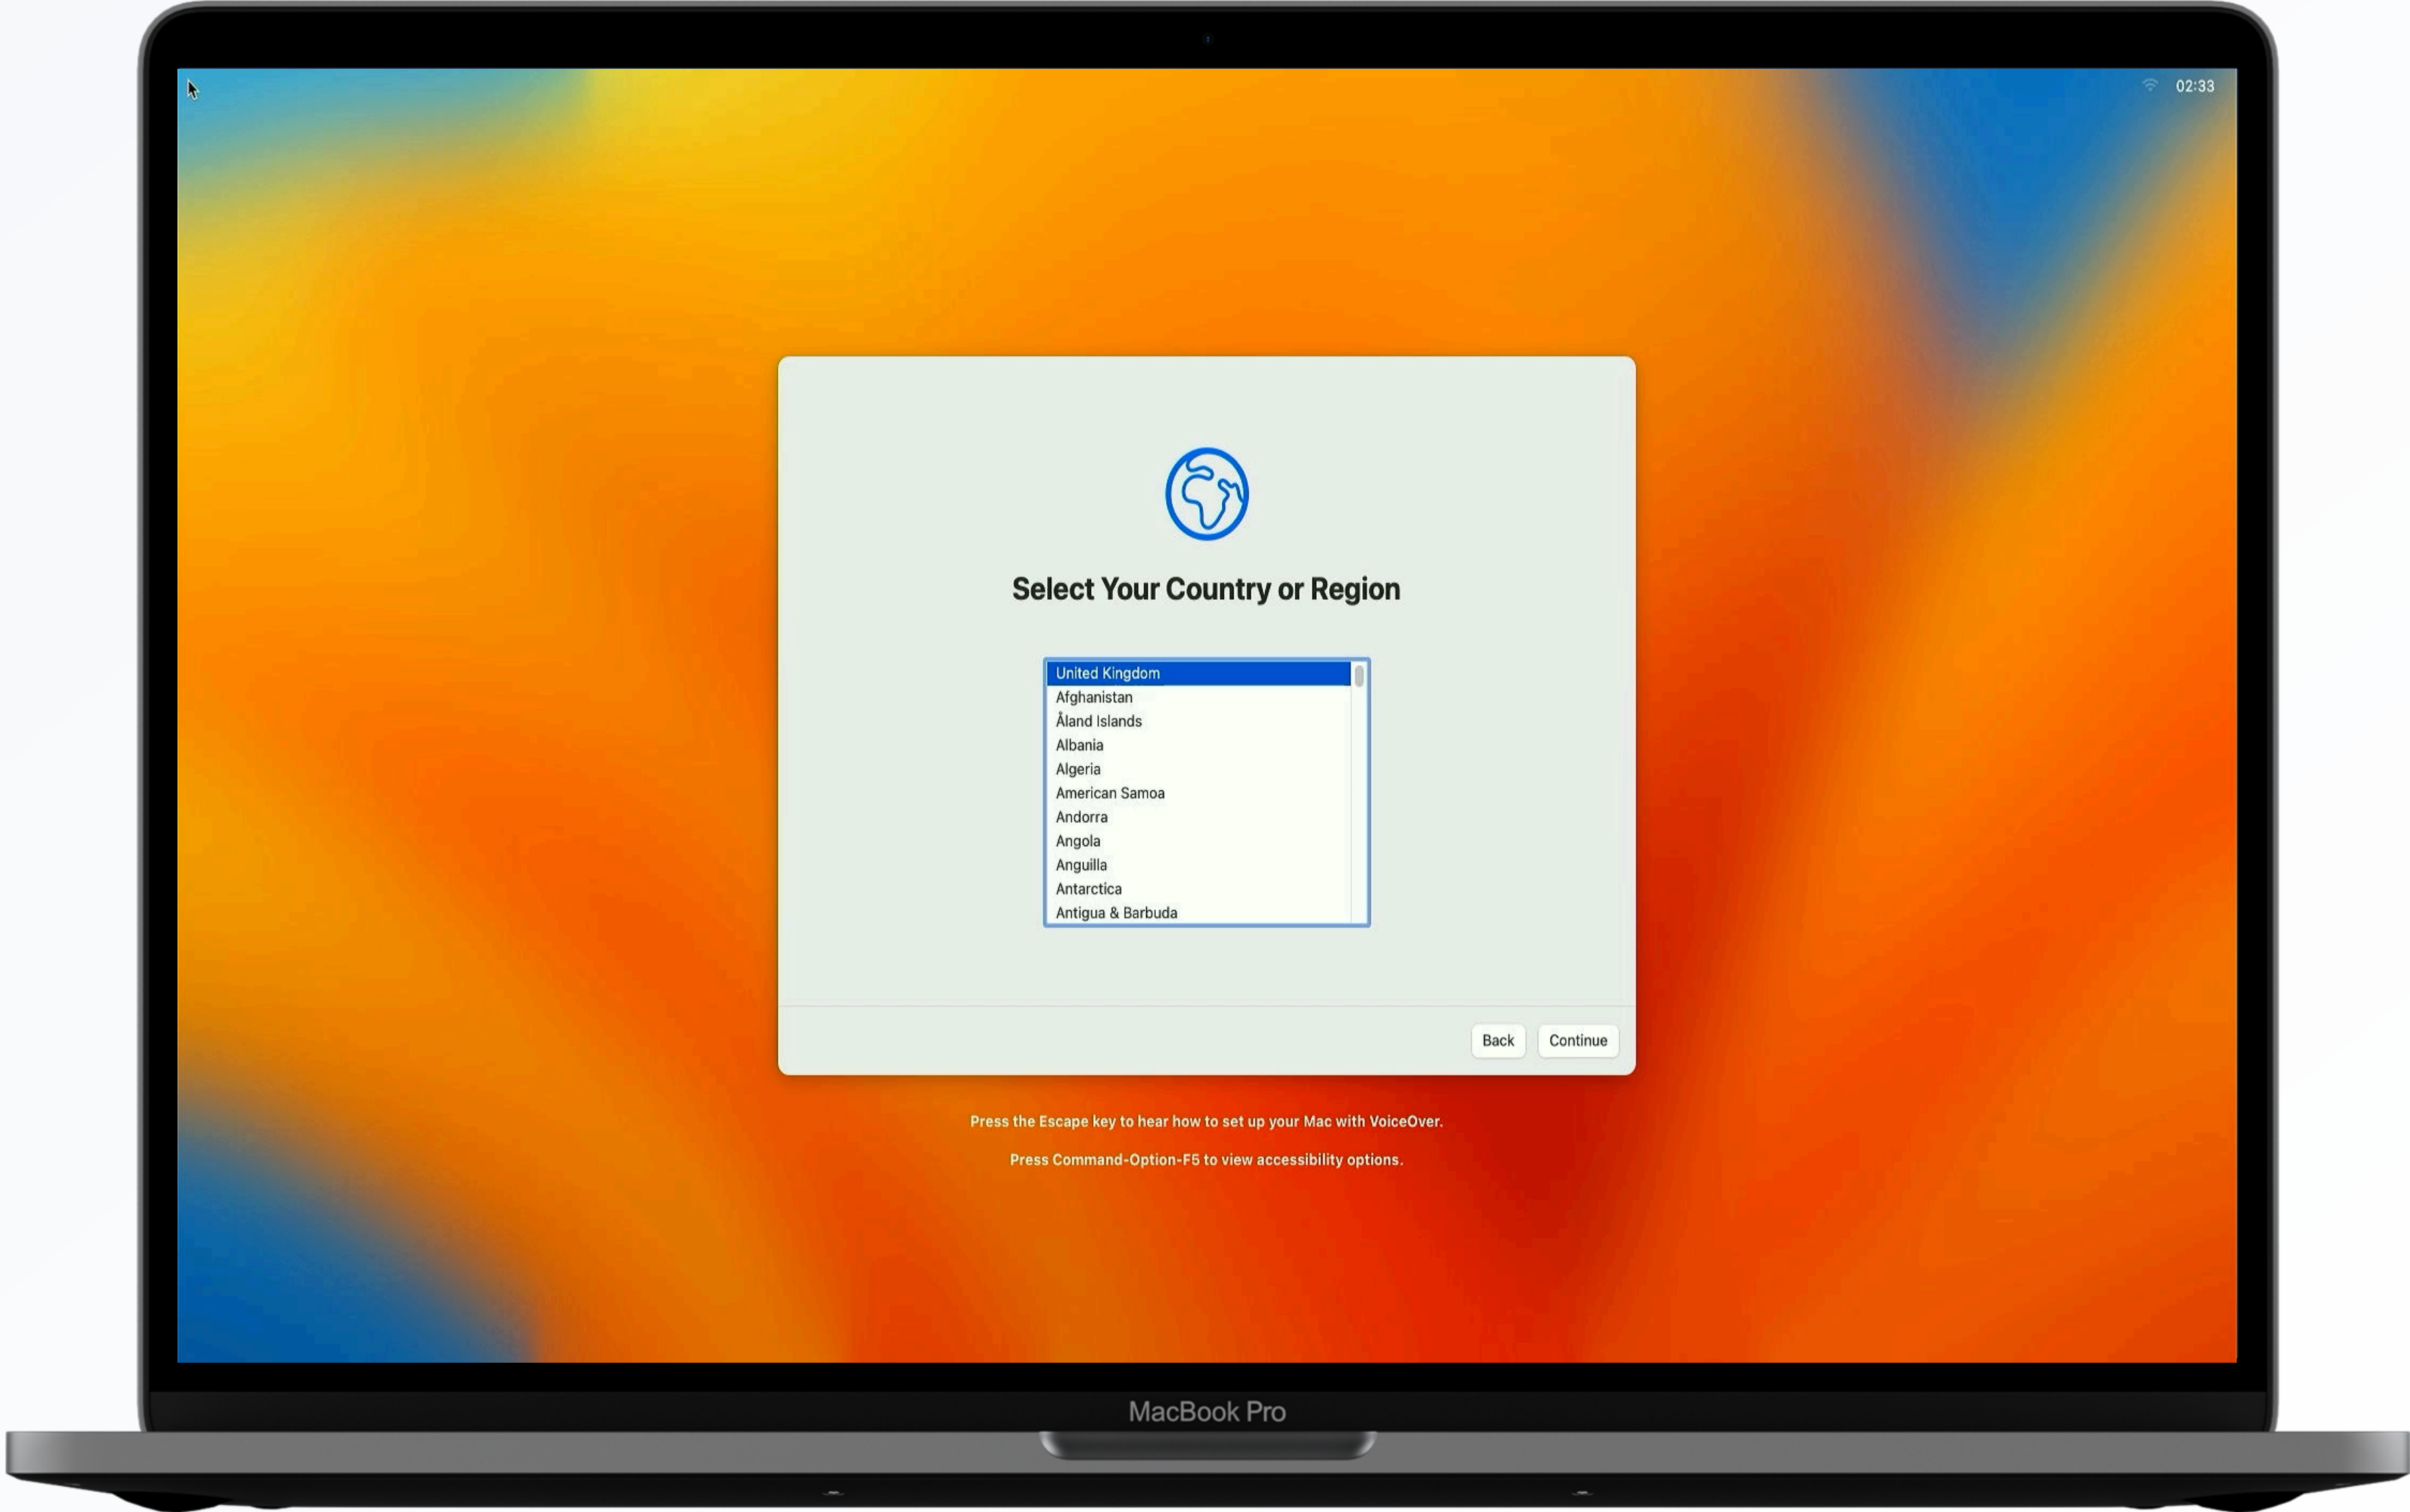 02:33
Select Your Country or Region
United Kingdom
Afghanistan
Åland Islands
Albania
Algeria
American Samoa
Andorra
Angola
Anguilla
Antarctica
Antigua & Barbuda
Back Continue
Press the Escape key to hear how to set up your Mac with VoiceOver.
Press Command-Option-F5 to view accessibility options.
MacBook Pro